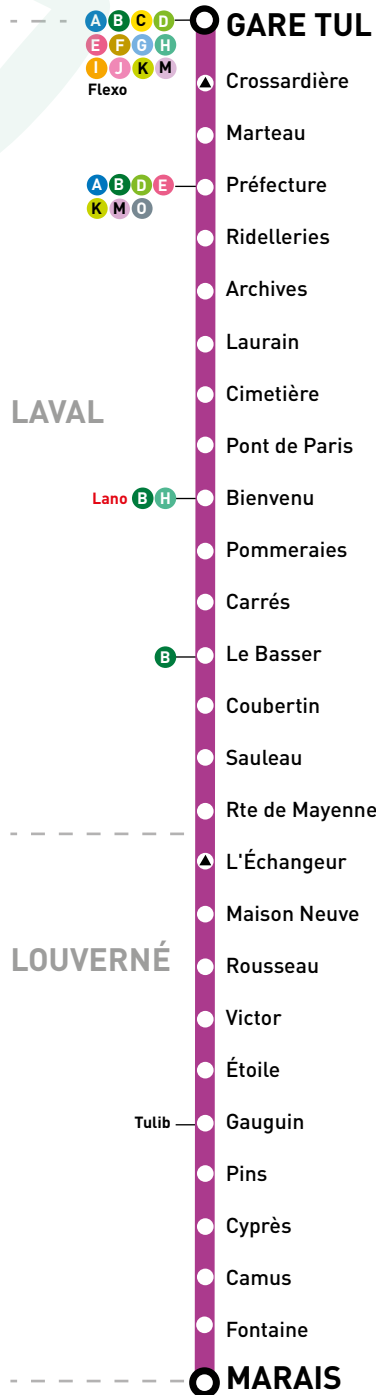 A B C D
GARE TUL
E F G H
I J K M
Flexo
Crossardière
Marteau
A B D E
Préfecture
K M O
Ridelleries
Archives
Laurain
Cimetière
LAVAL
Pont de Paris
Lano B H
Bienvenu
Pommeraies
Carrés
B
Le Basser
Coubertin
Sauleau
Rte de Mayenne
L'Échangeur
Maison Neuve
LOUVERNÉ
Rousseau
Victor
Étoile
Tulib
Gauguin
Pins
Cyprès
Camus
Fontaine
MARAIS